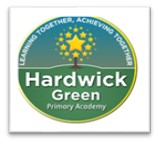 LEARNING TOGETHER, ACHIEVING TOGETHER
Hardwick
Green
Primary Academy